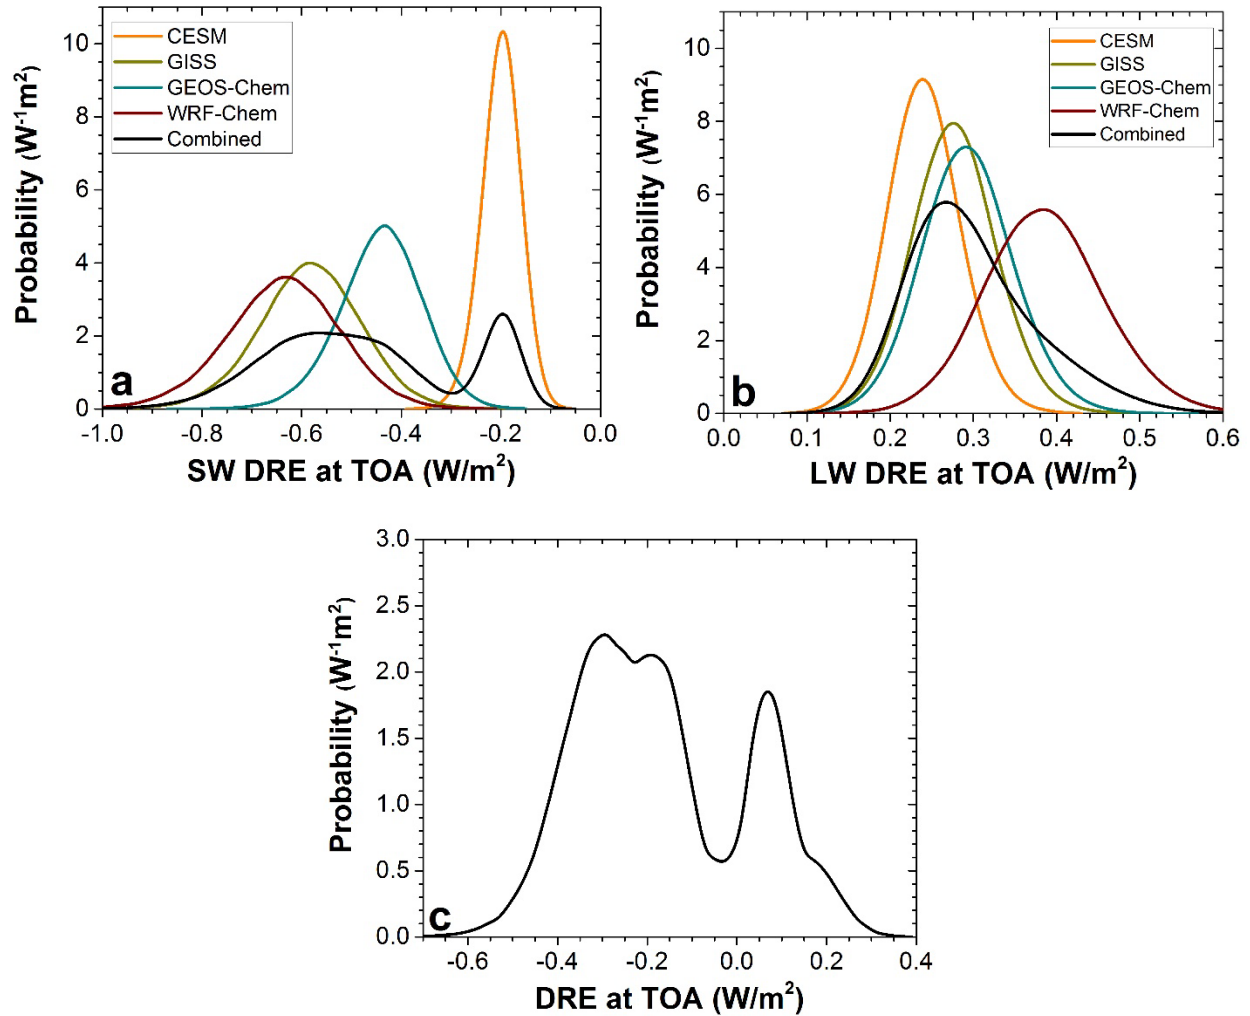 10
8
6
4
2
0
Probability (W⁻¹m²)
CESM
GISS
GEOS-Chem
WRF-Chem
Combined
a
-1.0 -0.8 -0.6 -0.4 -0.2 0.0
SW DRE at TOA (W/m²)
10
8
6
4
2
0
Probability (W⁻¹m²)
CESM
GISS
GEOS-Chem
WRF-Chem
Combined
b
0.0 0.1 0.2 0.3 0.4 0.5 0.6
LW DRE at TOA (W/m²)
3.0
2.5
2.0
1.5
1.0
0.5
0.0
Probability (W⁻¹m²)
c
-0.6 -0.4 -0.2 0.0 0.2 0.4
DRE at TOA (W/m²)